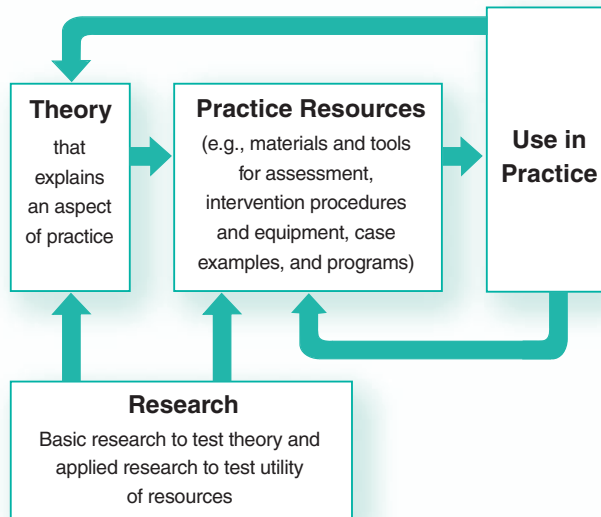 Theory
that
explains
an aspect
of practice
Practice Resources
(e.g., materials and tools
for assessment,
intervention procedures
and equipment, case
examples, and programs)
Use in
Practice
Research
Basic research to test theory and
applied research to test utility
of resources